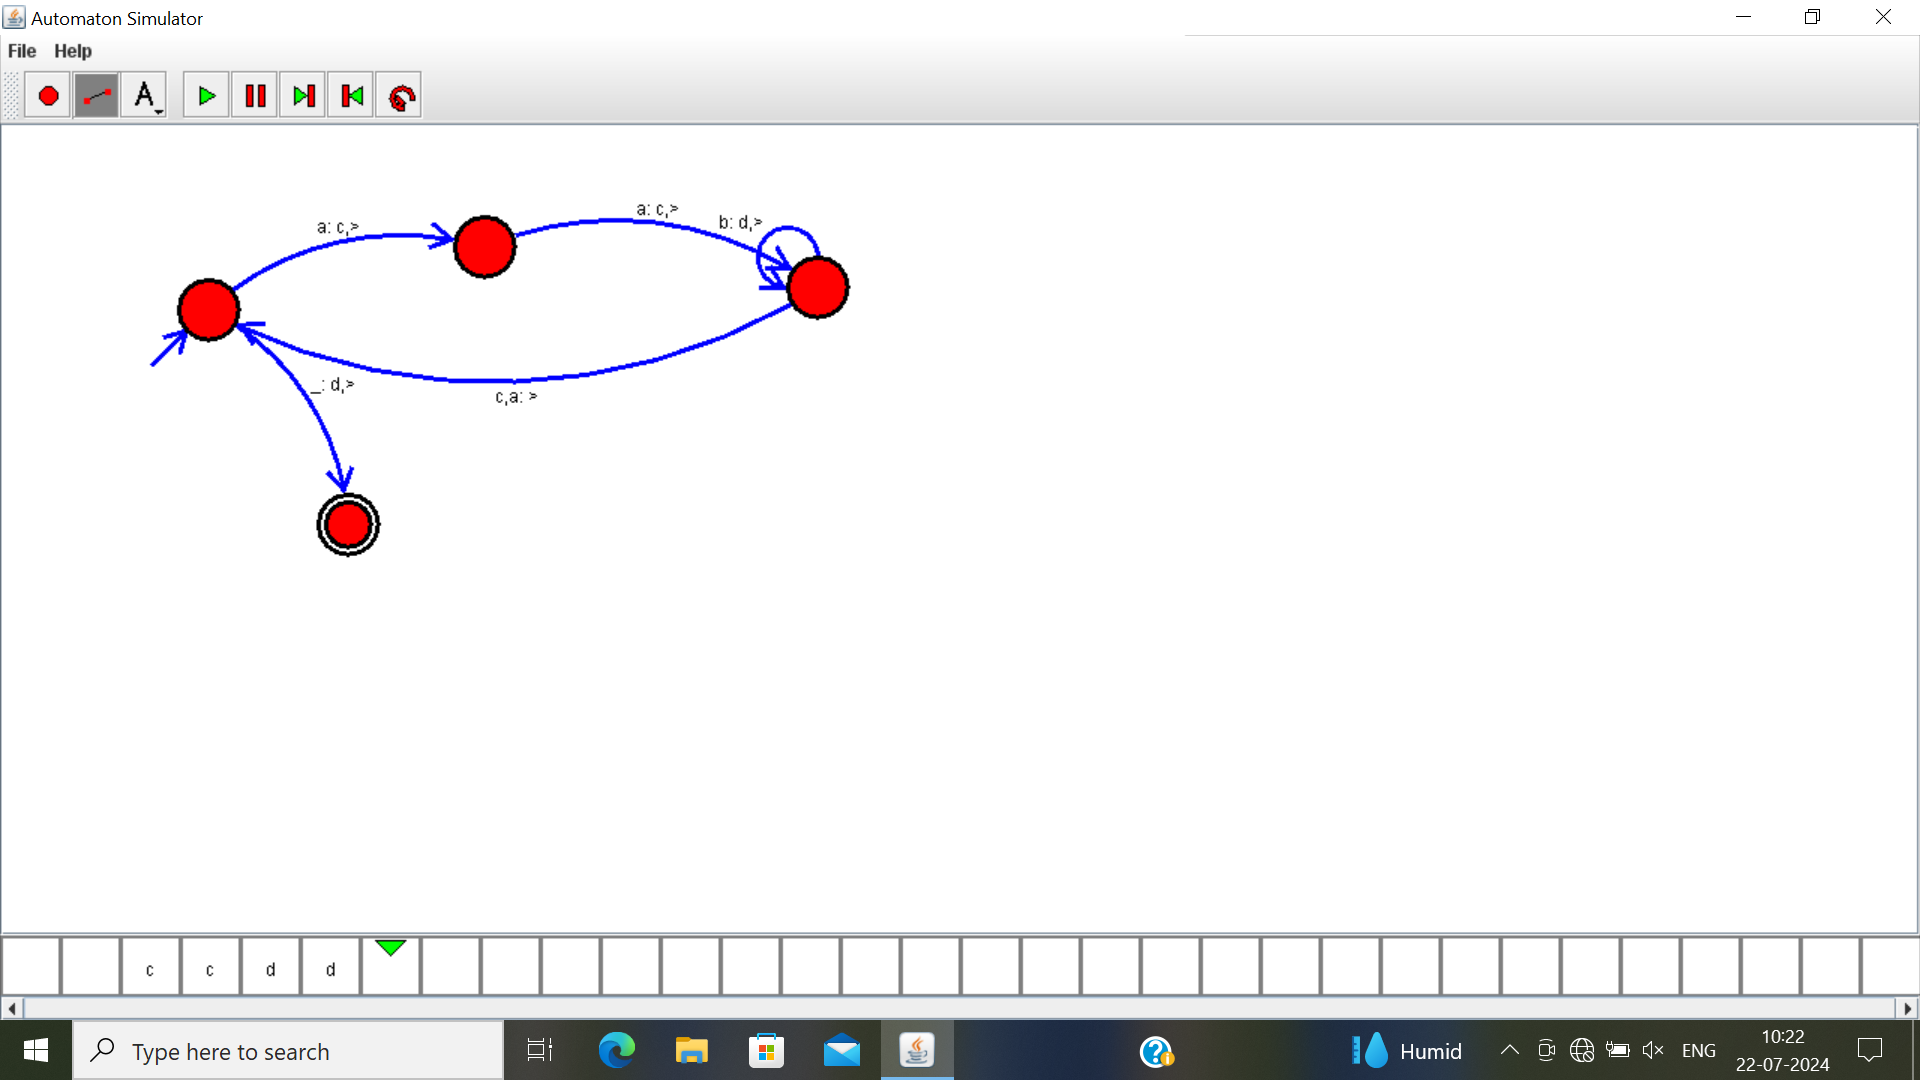 Automaton Simulator
File Help
A
a: c,>
a: c,>
b: d,>
_: d,>
c,a: >
c c d d
Type here to search
Humid
ENG
10:22
22-07-2024